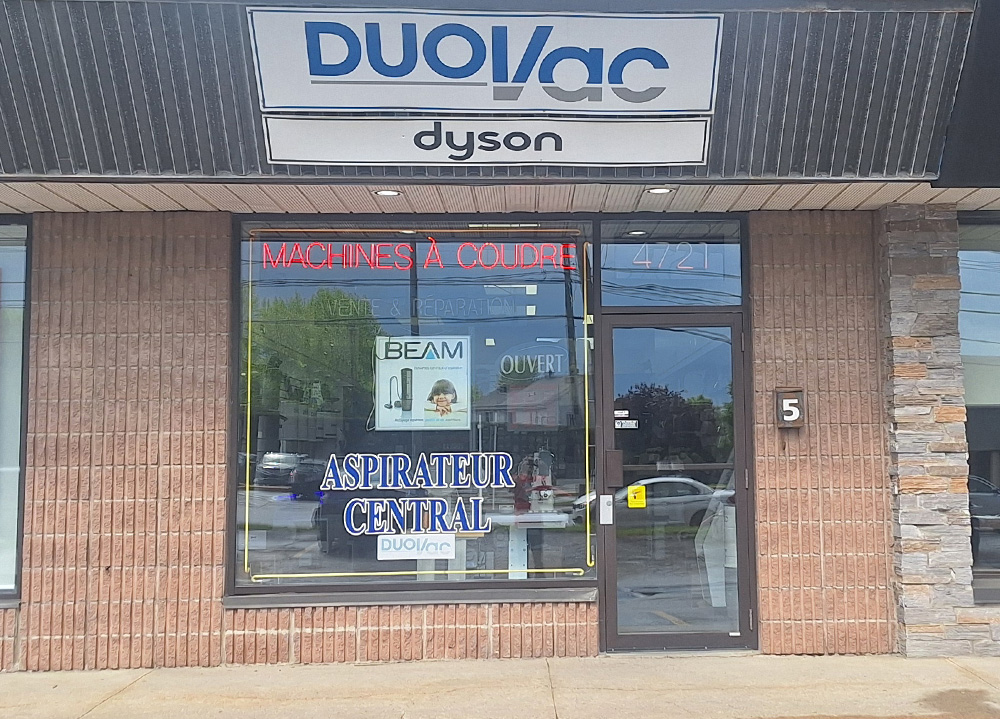 DUOVac
dyson
MACHINES À COUDRE
4721
VENTE & RÉPARATION
BEAM
OUVERT
5
ASPIRATEUR
CENTRAL
DUOVac